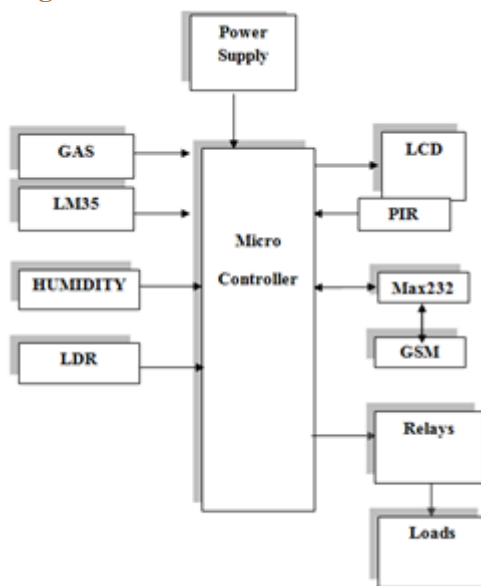 Power
Supply
GAS
LM35
HUMIDITY
LDR
Micro
Controller
LCD
PIR
Max232
GSM
Relays
Loads